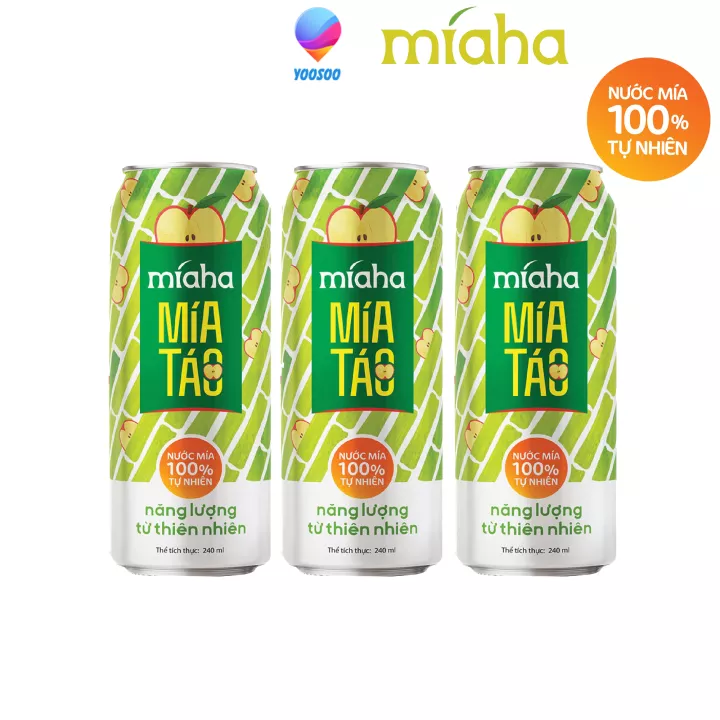 YOOSOO
míaha
NƯỚC MÍA
100%
TỰ NHIÊN
míaha
MÍA
TÁO
NƯỚC MÍA
100%
TỰ NHIÊN
năng lượng
từ thiên nhiên
Thể tích thực: 240 ml
míaha
MÍA
TÁO
NƯỚC MÍA
100%
TỰ NHIÊN
năng lượng
từ thiên nhiên
Thể tích thực: 240 ml
míaha
MÍA
TÁO
NƯỚC MÍA
100%
TỰ NHIÊN
năng lượng
từ thiên nhiên
Thể tích thực: 240 ml